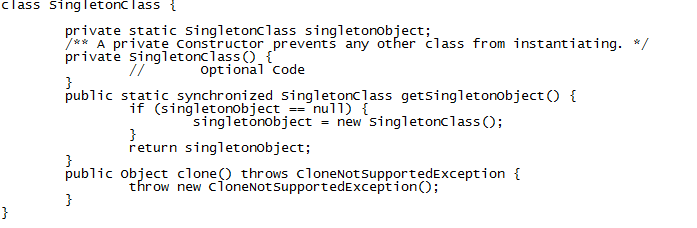 class SingletonClass {
private static SingletonClass singletonObject;
/** A private Constructor prevents any other class from instantiating. */
private SingletonClass() {
// Optional Code
}
public static synchronized SingletonClass getSingletonObject() {
if (singletonObject == null) {
singletonObject = new SingletonClass();
}
return singletonObject;
}
public Object clone() throws CloneNotSupportedException {
throw new CloneNotSupportedException();
}
}